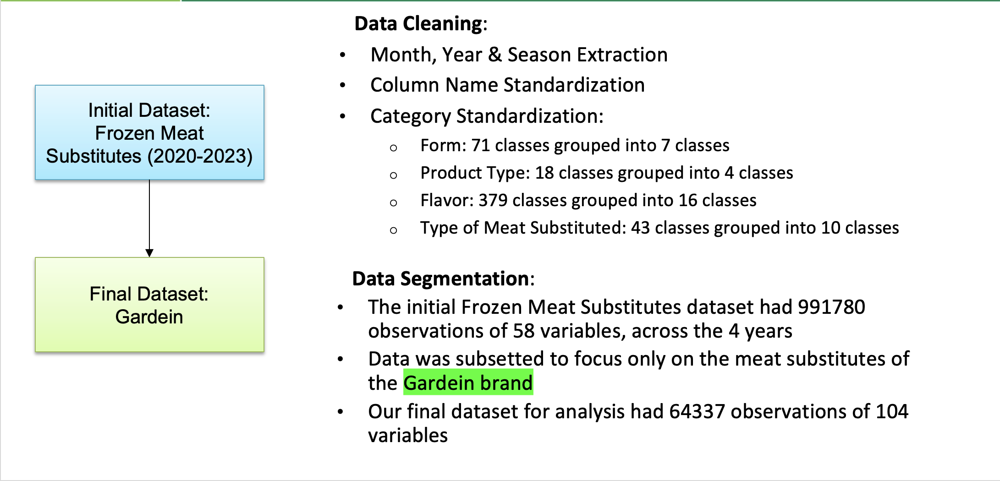 Data Cleaning:
• Month, Year & Season Extraction
• Column Name Standardization
• Category Standardization:
○ Form: 71 classes grouped into 7 classes
○ Product Type: 18 classes grouped into 4 classes
○ Flavor: 379 classes grouped into 16 classes
○ Type of Meat Substituted: 43 classes grouped into 10 classes
Initial Dataset:
Frozen Meat
Substitutes (2020-2023)
Final Dataset:
Gardein
Data Segmentation:
• The initial Frozen Meat Substitutes dataset had 991780
observations of 58 variables, across the 4 years
• Data was subsetted to focus only on the meat substitutes of
the Gardein brand
• Our final dataset for analysis had 64337 observations of 104
variables